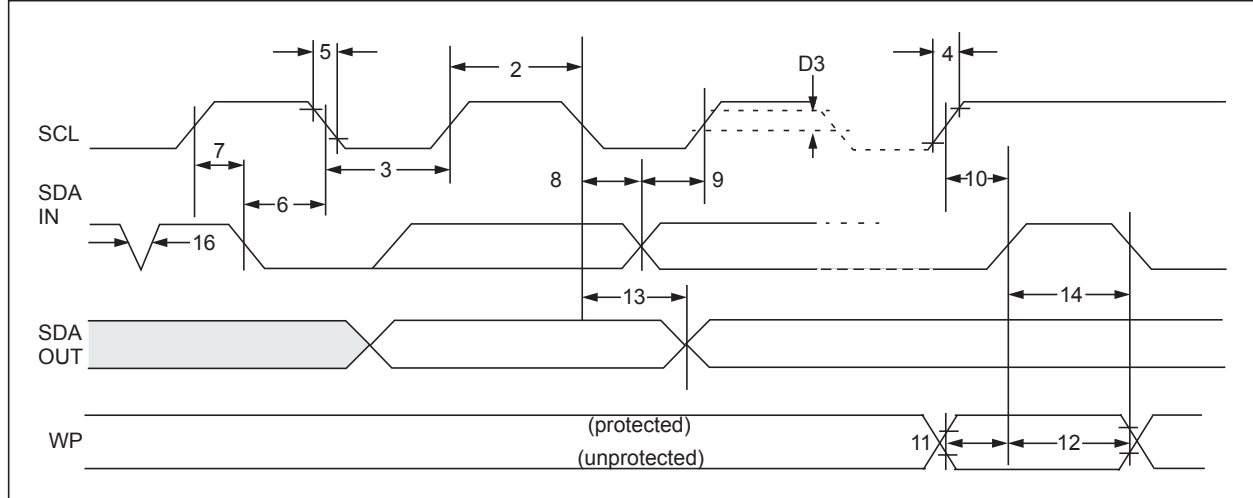 5
2
D3
4
SCL
7
3
8
9
10
SDA
IN
6
16
13
14
SDA
OUT
WP
(protected)
(unprotected)
11
12